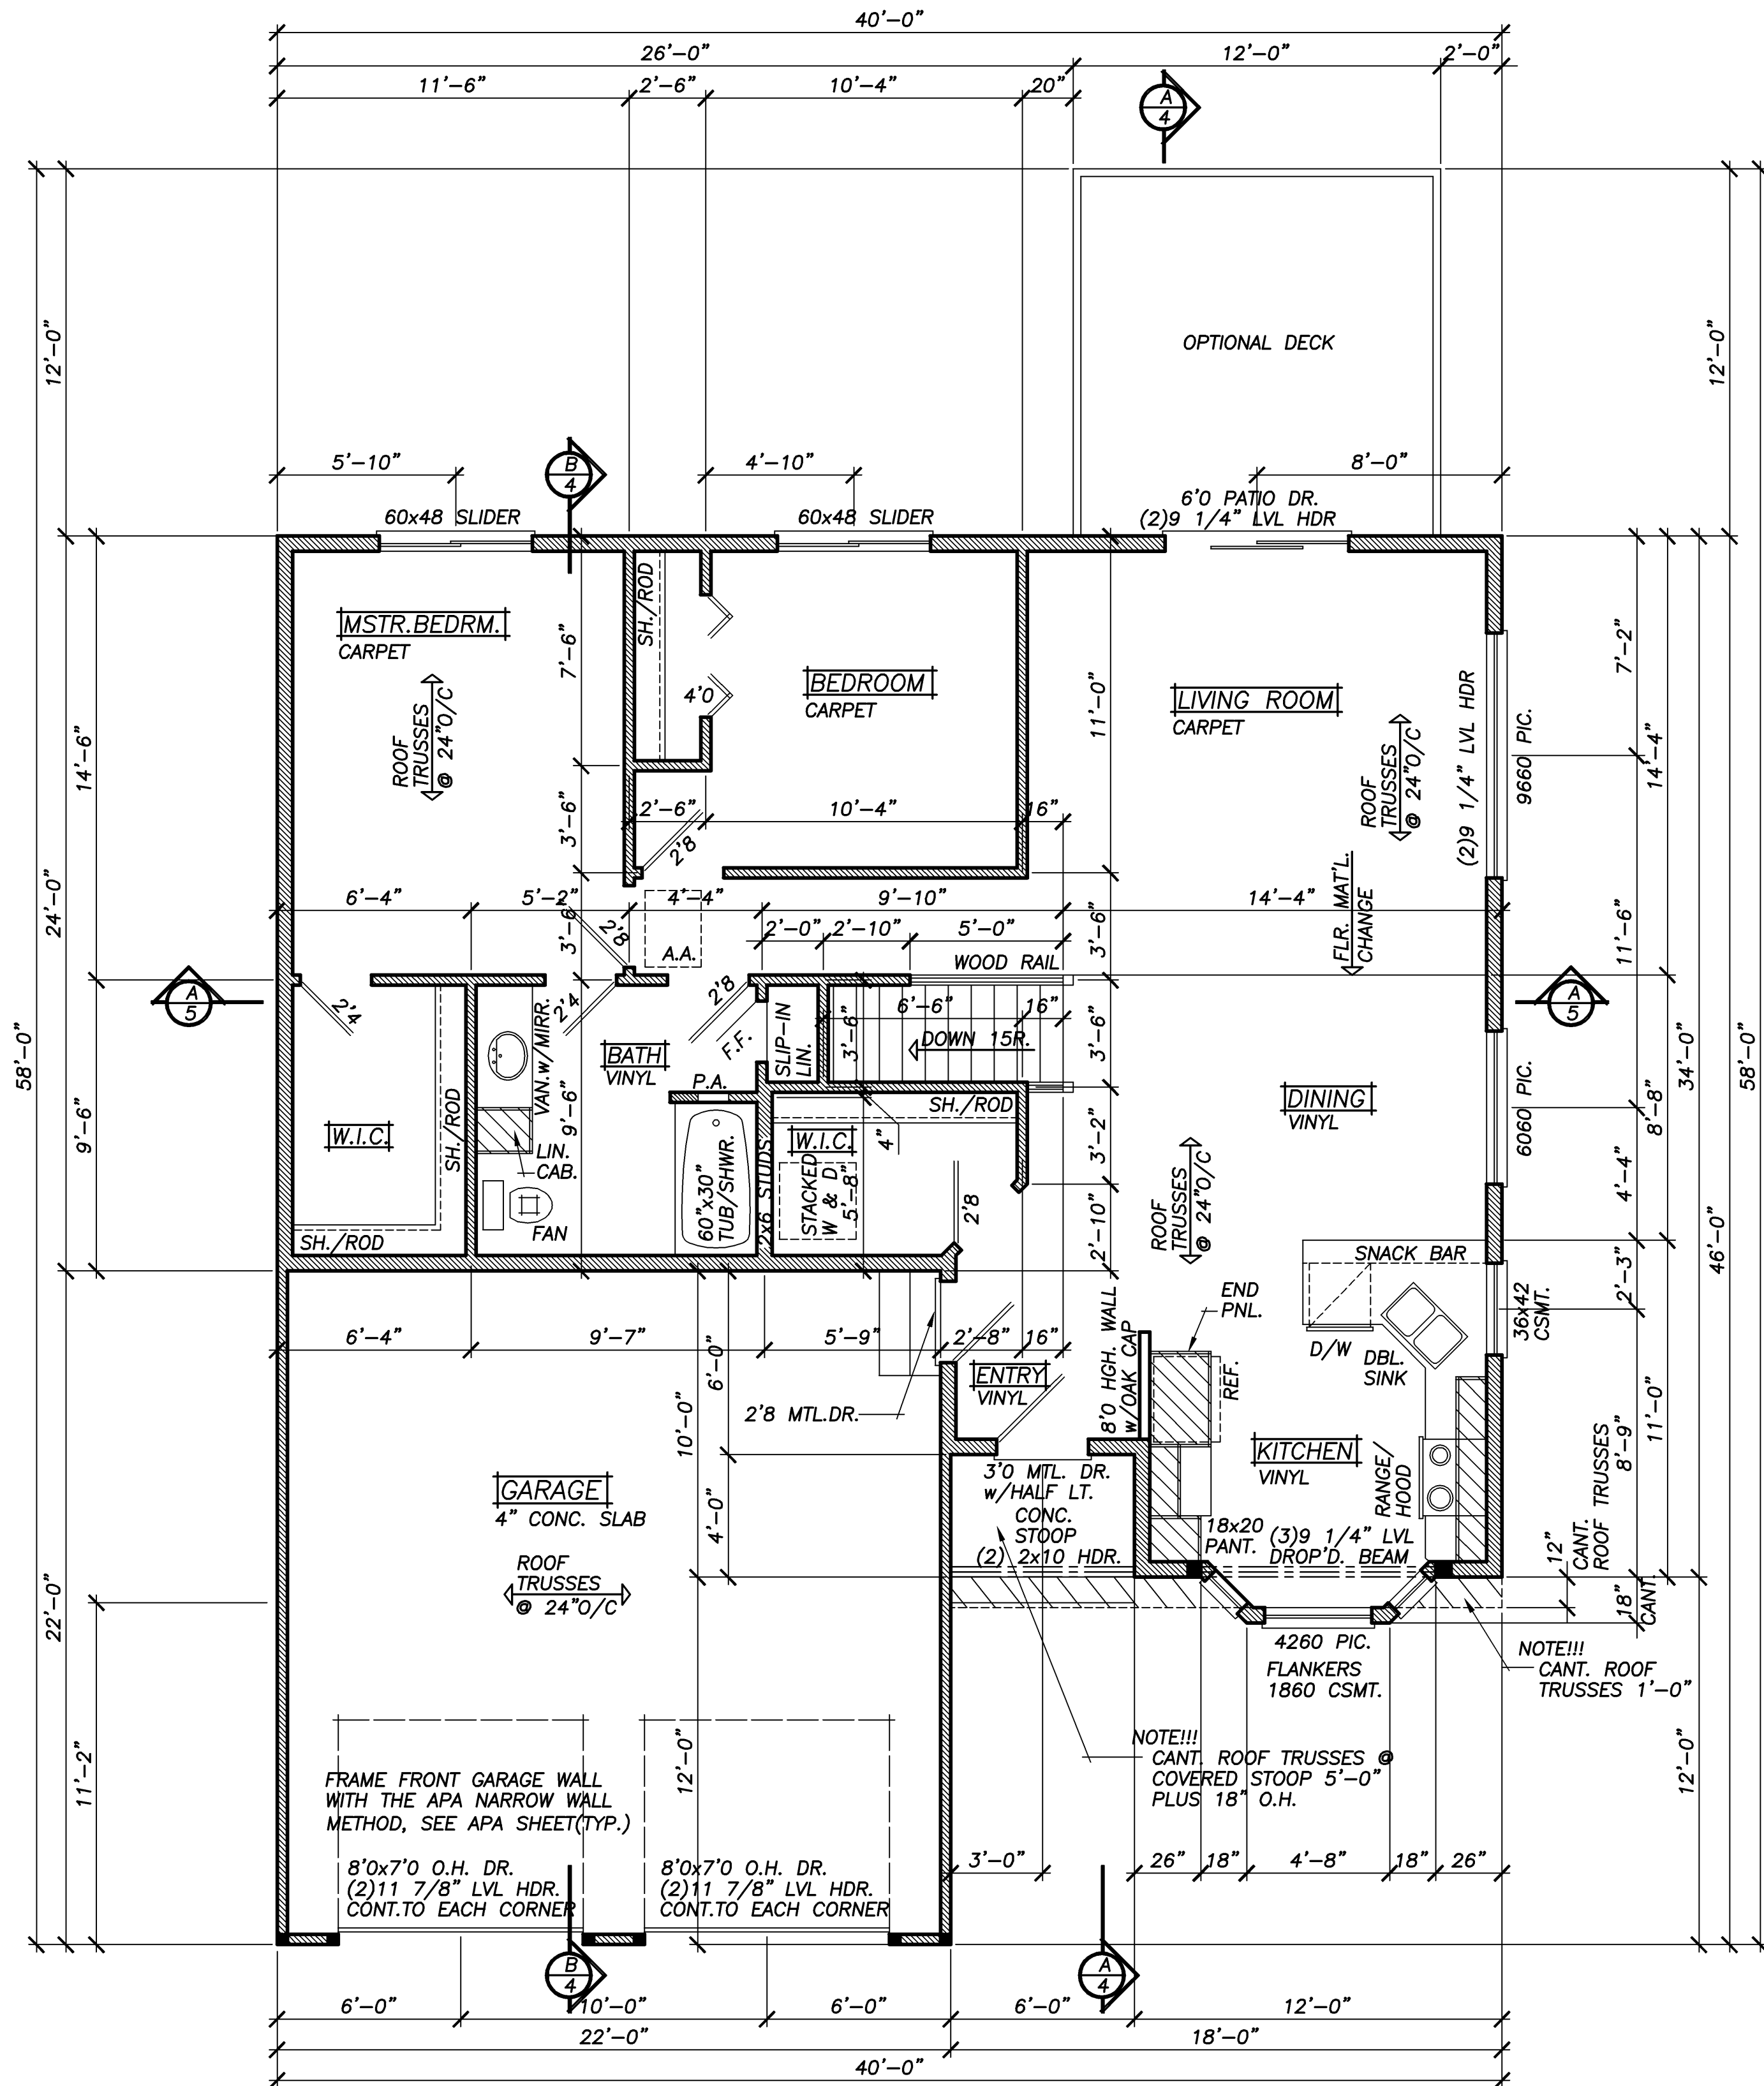 40'-0"
26'-0" 12'-0" 2'-0"
11'-6" 2'-6" 10'-4" 20"
A
4
OPTIONAL DECK
12'-0"
12'-0"
5'-10"
B
4
4'-10"
8'-0"
60x48 SLIDER
60x48 SLIDER
6'0 PATIO DR.
(2)9 1/4" LVL HDR
MSTR.BEDRM.
CARPET
ROOF
TRUSSES
@ 24"O/C
SH./ROD
7'-6"
4'0
BEDROOM
CARPET
11'-0"
LIVING ROOM
CARPET
ROOF
TRUSSES
@ 24"O/C
(2)9 1/4" LVL HDR
9660 PIC.
7'-2"
14'-4"
14'-6"
24'-0"
58'-0"
3'-6"
2'-6" 10'-4" 16"
2'8
6'-4" 5'-2" 4'-4" 9'-10" 14'-4"
3'-6"
2'8
A.A.
2'-0" 2'-10" 5'-0"
3'-6"
FLR. MAT'L.
CHANGE
11'-6"
WOOD RAIL
A
5
A
5
2'4
2'4
2'8
F.F.
VAN.w/MIRR.
BATH
VINYL
SLIP-IN
LIN.
3'-6"
6'-6" 16"
DOWN 15R.
3'-6"
P.A.
SH./ROD
DINING
VINYL
6060 PIC.
8'-8"
34'-0"
58'-0"
46'-0"
9'-6"
W.I.C.
SH./ROD
SH./ROD
9'-6"
LIN.
CAB.
FAN
60"x30"
TUB/SHWR.
2x6 STUDS
W.I.C.
STACKED
W & D
5'-8"
4"
3'-2"
2'8
2'-10"
ROOF
TRUSSES
@ 24"O/C
4'-4"
2'-3"
SNACK BAR
36x42
CSMT.
D/W
DBL.
SINK
END
PNL.
REF.
8'0 HGH. WALL
w/OAK CAP
6'-4" 9'-7" 5'-9" 2'-8" 16"
6'-0"
10'-0"
4'-0"
ENTRY
VINYL
2'8 MTL.DR.
KITCHEN
VINYL
RANGE/
HOOD
8'-9"
11'-0"
CANT.
ROOF TRUSSES
12"
18"
CANT.
GARAGE
4" CONC. SLAB
ROOF
TRUSSES
@ 24"O/C
3'0 MTL. DR.
w/HALF LT.
CONC.
STOOP
(2) 2x10 HDR.
18x20
PANT.
(3)9 1/4" LVL
DROP'D. BEAM
4260 PIC.
FLANKERS
1860 CSMT.
NOTE!!!
CANT. ROOF
TRUSSES 1'-0"
NOTE!!!
CANT. ROOF TRUSSES @
COVERED STOOP 5'-0"
PLUS 18" O.H.
22'-0"
11'-2"
12'-0"
12'-0"
FRAME FRONT GARAGE WALL
WITH THE APA NARROW WALL
METHOD, SEE APA SHEET(TYP.)
8'0x7'0 O.H. DR.
(2)11 7/8" LVL HDR.
CONT.TO EACH CORNER
8'0x7'0 O.H. DR.
(2)11 7/8" LVL HDR.
CONT.TO EACH CORNER
3'-0"
26" 18" 4'-8" 18" 26"
B
4
A
4
6'-0" 10'-0" 6'-0" 6'-0" 12'-0"
22'-0" 18'-0"
40'-0"